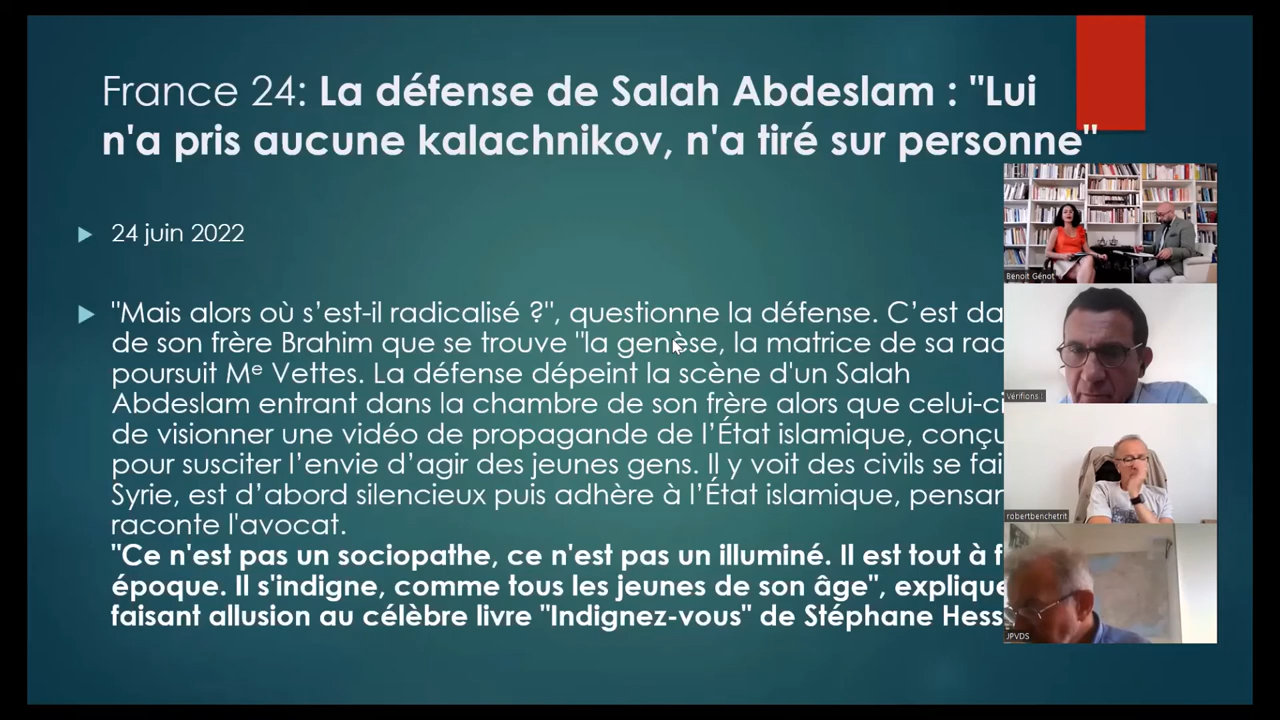 France 24: La défense de Salah Abdeslam : "Lui
n'a pris aucune kalachnikov, n'a tiré sur personne"
24 juin 2022
"Mais alors où s’est-il radicalisé ?", questionne la défense. C’est
de son frère Brahim que se trouve "la genèse, la matrice de sa
poursuit Mᵉ Vettes. La défense dépeint la scène d'un Salah
Abdeslam entrant dans la chambre de son frère alors que celui-ci
de visionner une vidéo de propagande de l’État islamique,
pour susciter l’envie d’agir des jeunes gens. Il y voit des civils se
Syrie, est d’abord silencieux puis adhère à l’État islamique,
raconte l'avocat.
"Ce n'est pas un sociopathe, ce n'est pas un illuminé. Il est tout à
époque. Il s'indigne, comme tous les jeunes de son âge", explique
faisant allusion au célèbre livre "Indignez-vous" de Stéphane
Benoit Génot
Vérifions
robertbenchetrit
JPVDS